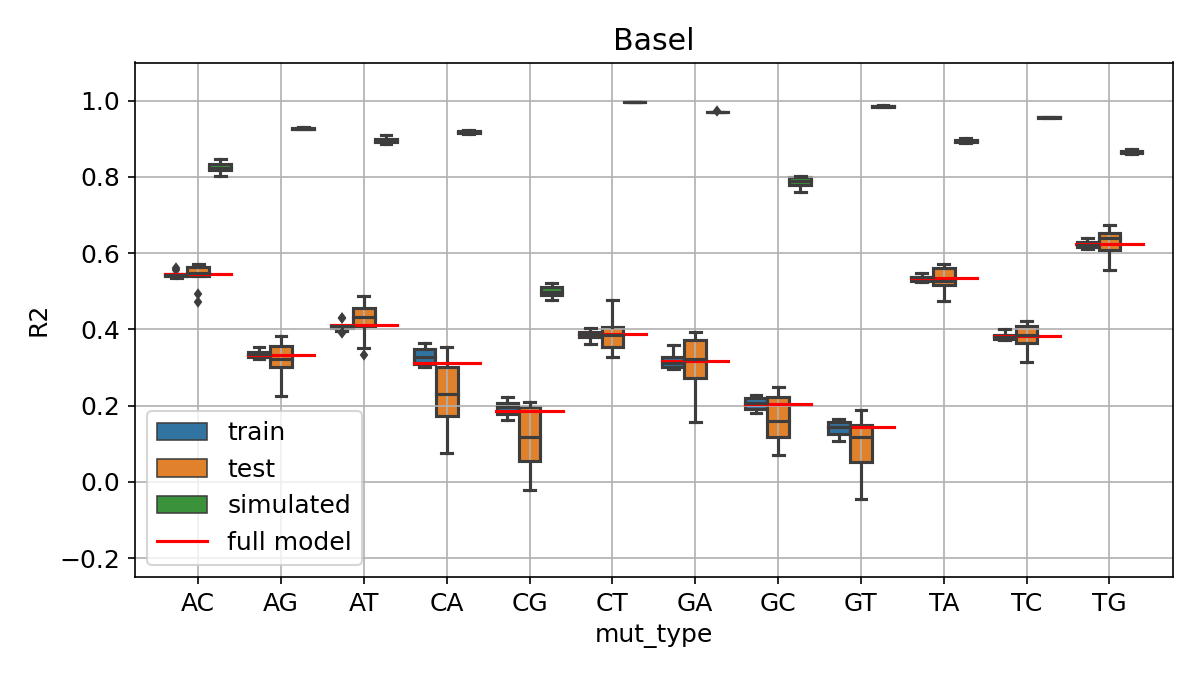 Basel
R2
1.0
0.8
0.6
0.4
0.2
0.0
−0.2
train
test
simulated
full model
AC AG AT CA CG CT GA GC GT TA TC TG
mut_type